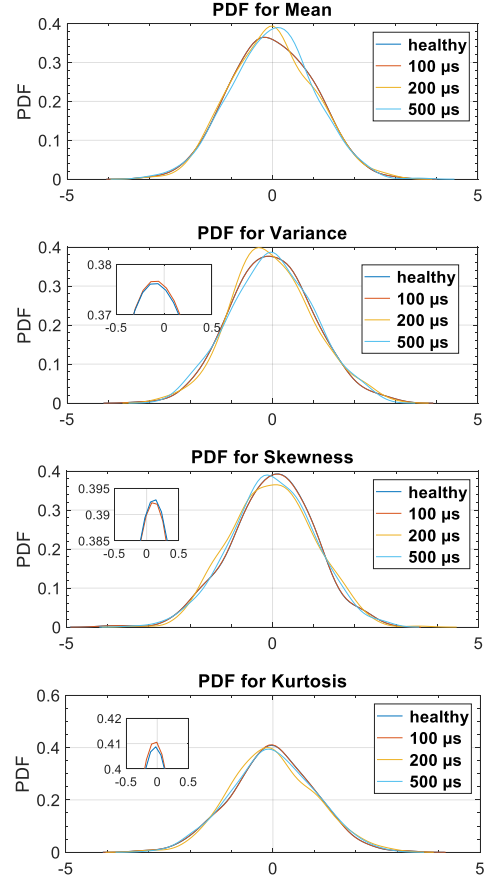 PDF for Mean
0.4
0.3
0.2
0.1
0
PDF
healthy
100 µs
200 µs
500 µs
-5
0
5
PDF for Variance
0.4
0.3
0.2
0.1
0
PDF
0.38
0.37
-0.5
0
0.5
healthy
100 µs
200 µs
500 µs
-5
0
5
PDF for Skewness
0.4
0.3
0.2
0.1
0
PDF
0.395
0.39
0.385
-0.5
0
0.5
healthy
100 µs
200 µs
500 µs
-5
0
5
PDF for Kurtosis
0.6
0.4
0.2
0
PDF
0.42
0.41
0.4
-0.5
0
0.5
healthy
100 µs
200 µs
500 µs
-5
0
5